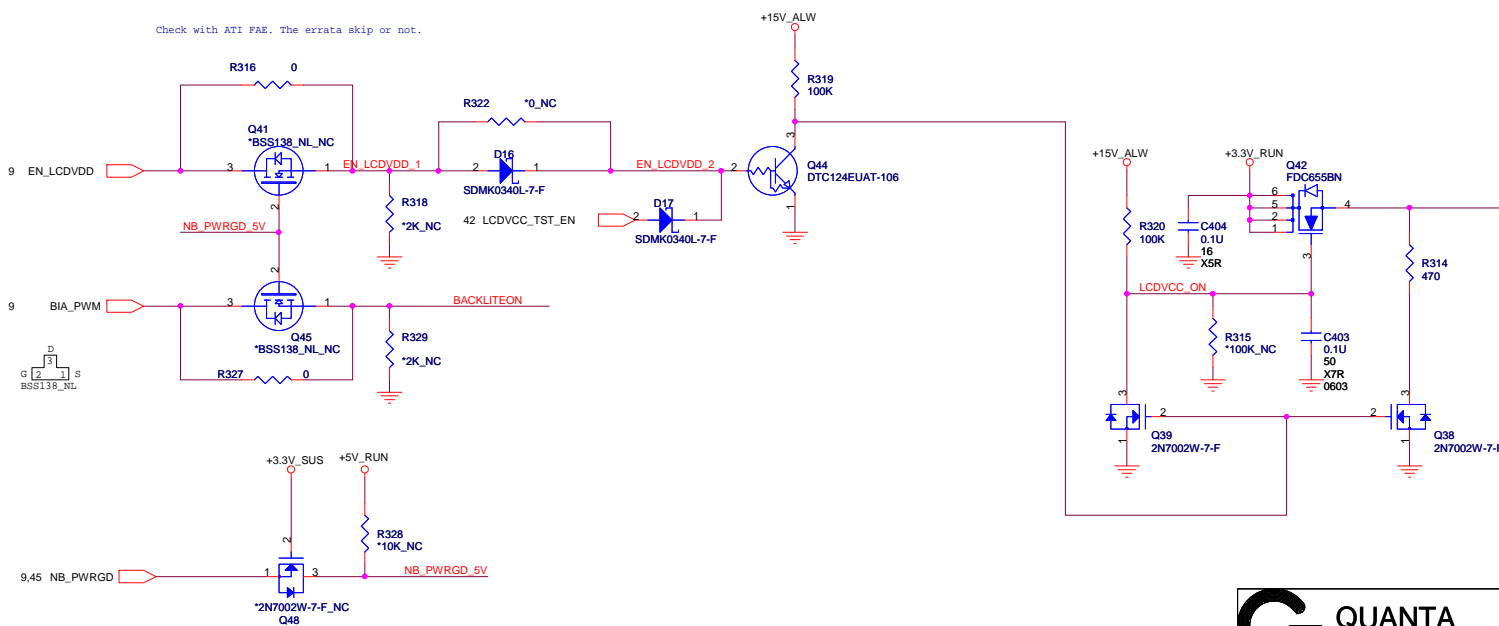 Check with ATI FAE. The errata skip or not.
+15V_ALW
R316 0
R319
100K
R322 *0_NC
Q41
*BSS138_NL_NC
3
+15V_ALW
+3.3V_RUN
Q42
FDC655BN
9 EN_LCDVDD
3
1
EN_LCDVDD_1
2
D16
1
SDMK0340L-7-F
EN_LCDVDD_2
2
Q44
DTC124EUAT-106
1
6
5
2
1
4
3
2
R318
*2K_NC
42 LCDVCC_TST_EN
2
D17
1
SDMK0340L-7-F
NB_PWRGD_5V
R320
100K
C404
0.1U
16
X5R
R314
470
2
9 BIA_PWM
3
1
BACKLITEON
LCDVCC_ON
Q45
*BSS138_NL_NC
R329
*2K_NC
R315
*100K_NC
C403
0.1U
50
X7R
0603
D
3
G 2 1 S
BSS138_NL
R327 0
3
2
1
Q39
2N7002W-7-F
3
2
1
Q38
2N7002W-7-F
+3.3V_SUS
+5V_RUN
2
R328
*10K_NC
9,45 NB_PWRGD
1
3
NB_PWRGD_5V
*2N7002W-7-F_NC
Q48
QUANTA